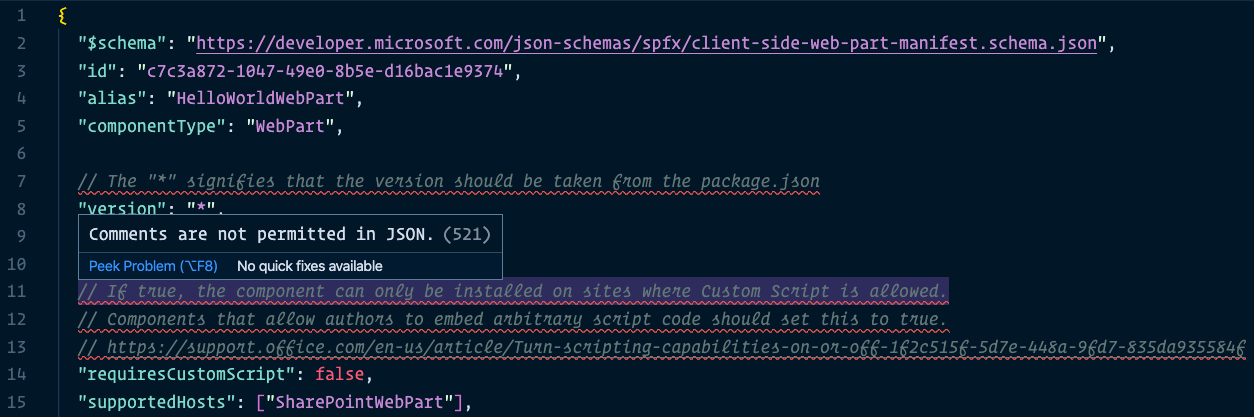 1 {
2 "$schema": "https://developer.microsoft.com/json-schemas/spfx/client-side-web-part-manifest.schema.json",
3 "id": "c7c3a872-1047-49e0-8b5e-d16bac1e9374",
4 "alias": "HelloWorldWebPart",
5 "componentType": "WebPart",
6
7 // The "*" signifies that the version should be taken from the package.json
8 "version": "*",
9 Comments are not permitted in JSON. (521)
10 Peek Problem (⌥F8) No quick fixes available
11 // If true, the component can only be installed on sites where Custom Script is allowed.
12 // Components that allow authors to embed arbitrary script code should set this to true.
13 // https://support.office.com/en-us/article/Turn-scripting-capabilities-on-or-off-1f2c515f-5d7e-448a-9fd7-835da935584f
14 "requiresCustomScript": false,
15 "supportedHosts": ["SharePointWebPart"],